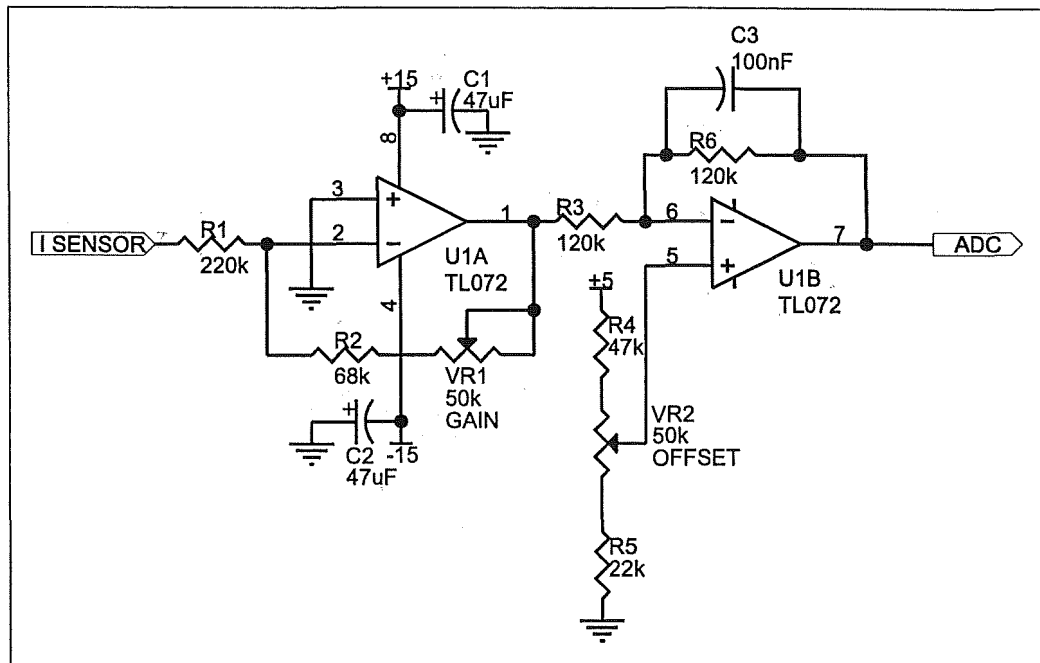 C3
100nF
+15
C1
+
47uF
8
R6
120k
3
+
R1
2
-
1
R3
6
-
7
I SENSOR
220k
U1A
TL072
120k
5
+
ADC
4
U1B
TL072
±5
R4
47k
R2
68k
VR1
50k
GAIN
VR2
50k
OFFSET
+
C2
47uF
-15
R5
22k